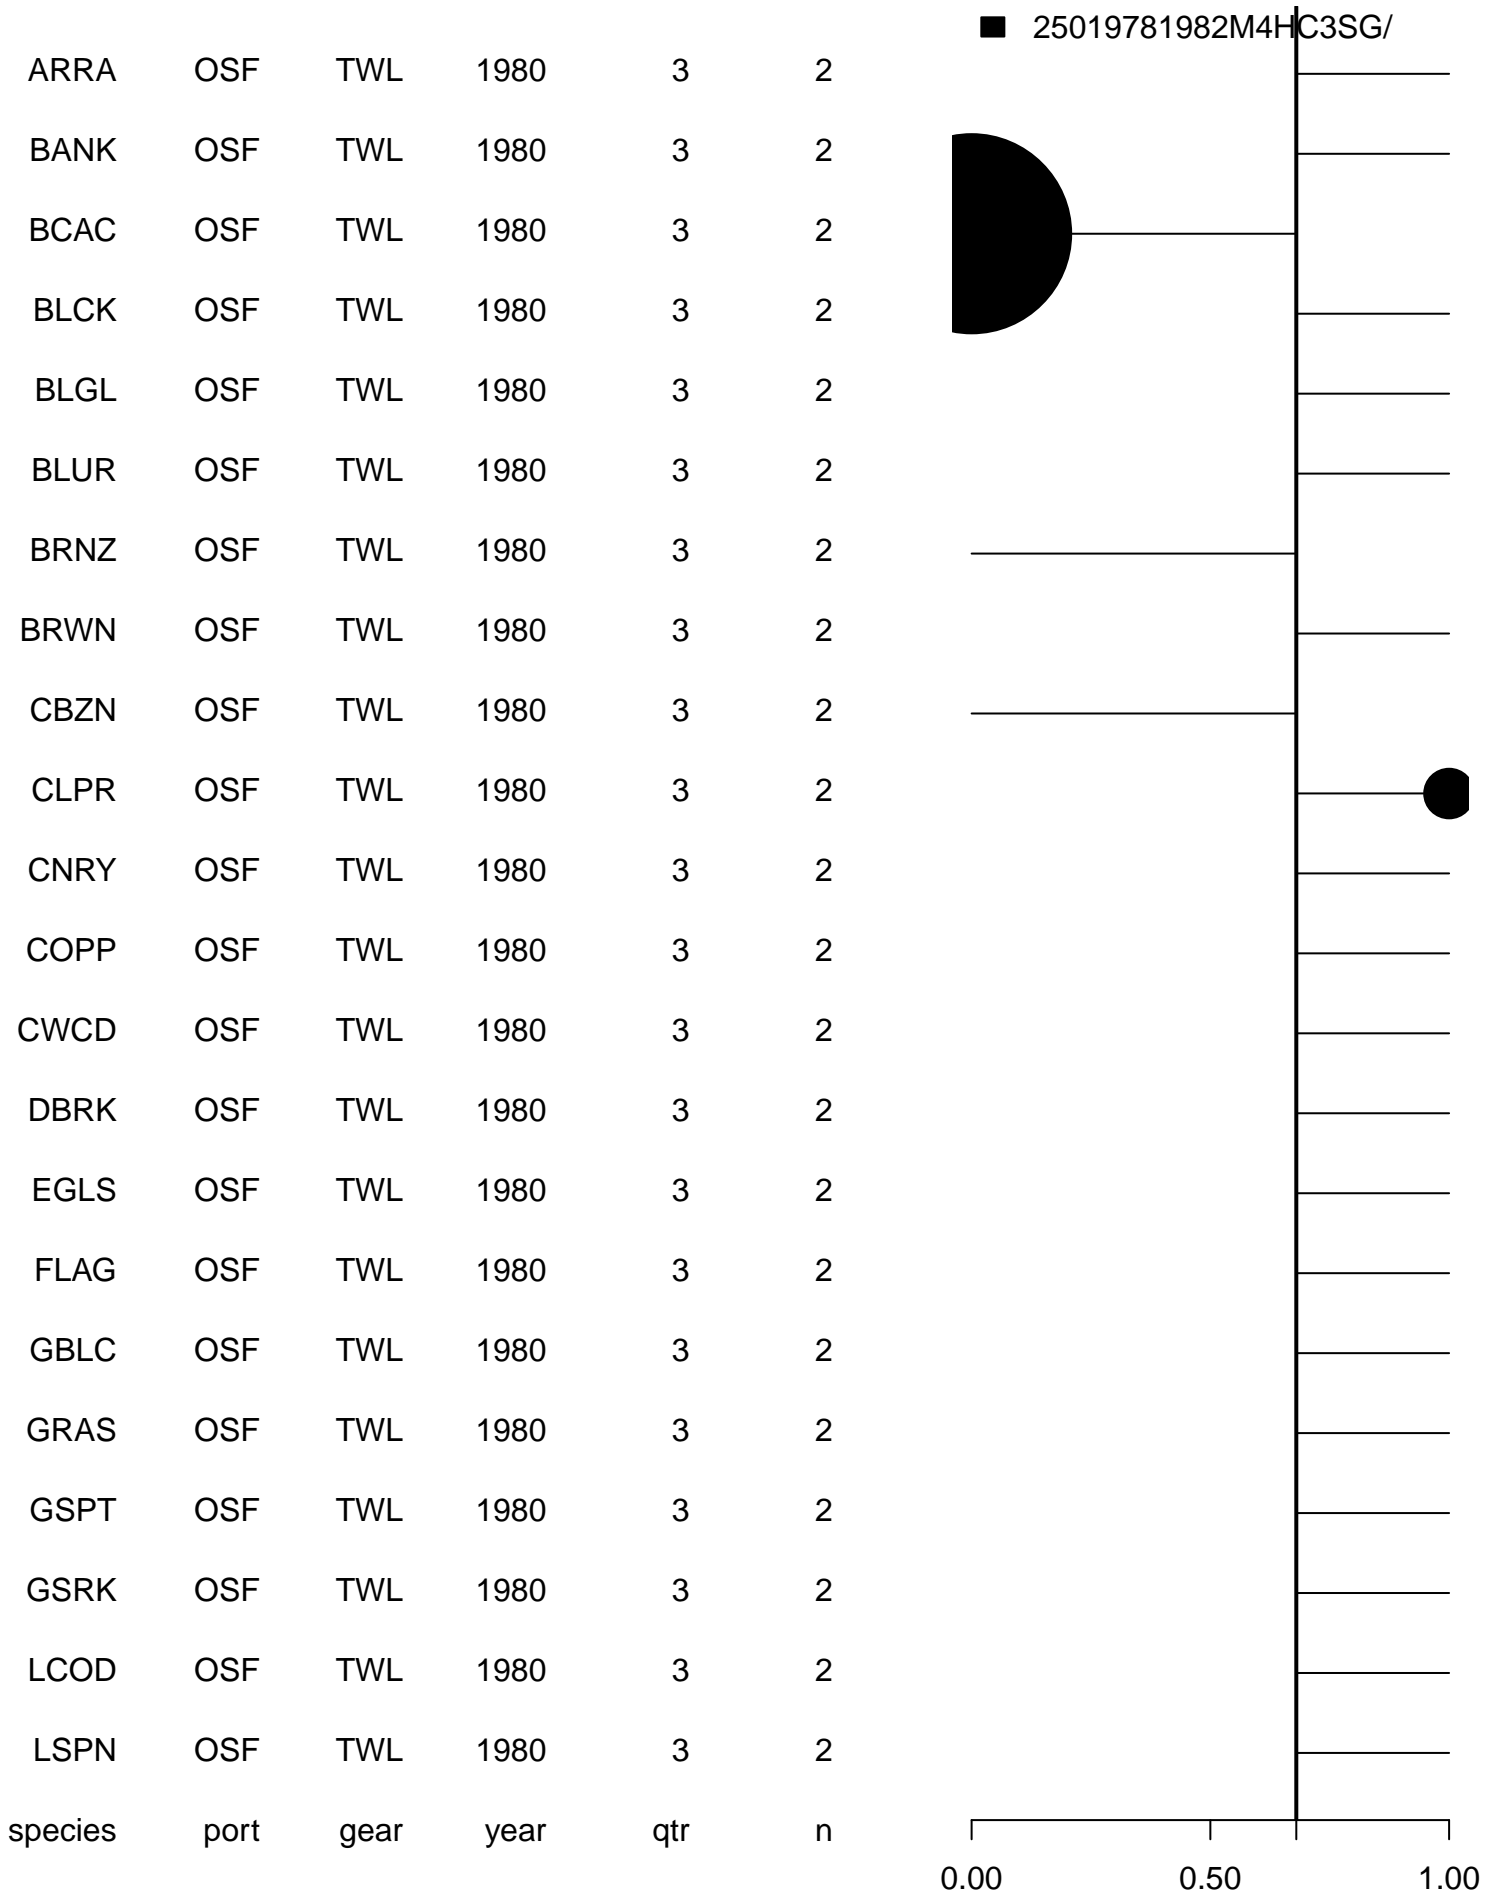 25019781982M4HC3SG/
ARRA OSF TWL 1980 3 2
BANK OSF TWL 1980 3 2
BCAC OSF TWL 1980 3 2
BLCK OSF TWL 1980 3 2
BLGL OSF TWL 1980 3 2
BLUR OSF TWL 1980 3 2
BRNZ OSF TWL 1980 3 2
BRWN OSF TWL 1980 3 2
CBZN OSF TWL 1980 3 2
CLPR OSF TWL 1980 3 2
CNRY OSF TWL 1980 3 2
COPP OSF TWL 1980 3 2
CWCD OSF TWL 1980 3 2
DBRK OSF TWL 1980 3 2
EGLS OSF TWL 1980 3 2
FLAG OSF TWL 1980 3 2
GBLC OSF TWL 1980 3 2
GRAS OSF TWL 1980 3 2
GSPT OSF TWL 1980 3 2
GSRK OSF TWL 1980 3 2
LCOD OSF TWL 1980 3 2
LSPN OSF TWL 1980 3 2
species port gear year qtr n
0.00 0.50 1.00